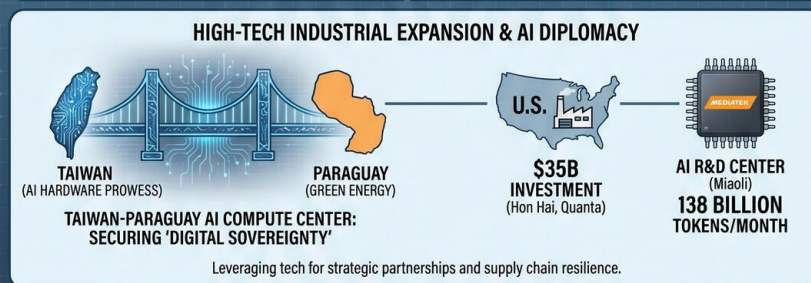 HIGH-TECH INDUSTRIAL EXPANSION & AI DIPLOMACY
TAIWAN
(AI HARDWARE PROWESS)
PARAGUAY
(GREEN ENERGY)
TAIWAN-PARAGUAY AI COMPUTE CENTER:
SECURING 'DIGITAL SOVEREIGNTY'
U.S.
$35B
INVESTMENT
(Hon Hai, Quanta)
MEDIATEK
AI R&D CENTER
(Miaoli)
138 BILLION
TOKENS/MONTH
Leveraging tech for strategic partnerships and supply chain resilience.